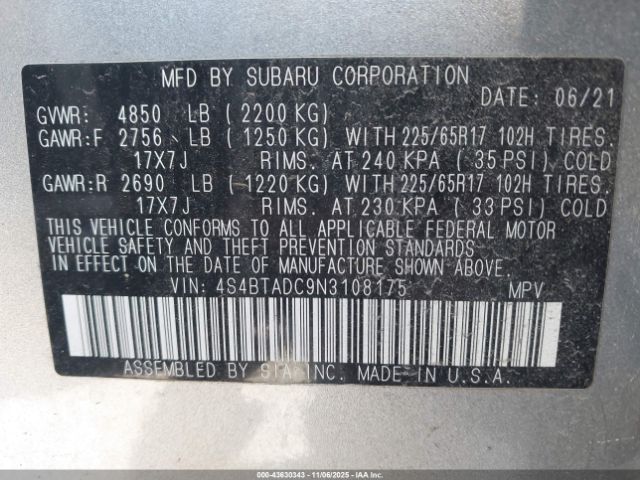 MFD BY SUBARU CORPORATION
DATE: 06/21
GVWR: 4850 LB (2200 KG)
GAWR:F 2756 LB (1250 KG) WITH 225/65R17 102H TIRES.
17X7J RIMS. AT 240 KPA (35 PSI) COLD
GAWR:R 2690 LB (1220 KG) WITH 225/65R17 102H TIRES.
17X7J RIMS. AT 230 KPA (33 PSI) COLD
THIS VEHICLE CONFORMS TO ALL APPLICABLE FEDERAL MOTOR
VEHICLE SAFETY AND THEFT PREVENTION STANDARDS
IN EFFECT ON THE DATE OF MANUFACTURE SHOWN ABOVE.
VIN: 4S4BTADC9N3108175 MPV
ASSEMBLED BY SIA, INC. MADE IN U.S.A.
000-43630343 - 11/06/2025 - IAAI.COM